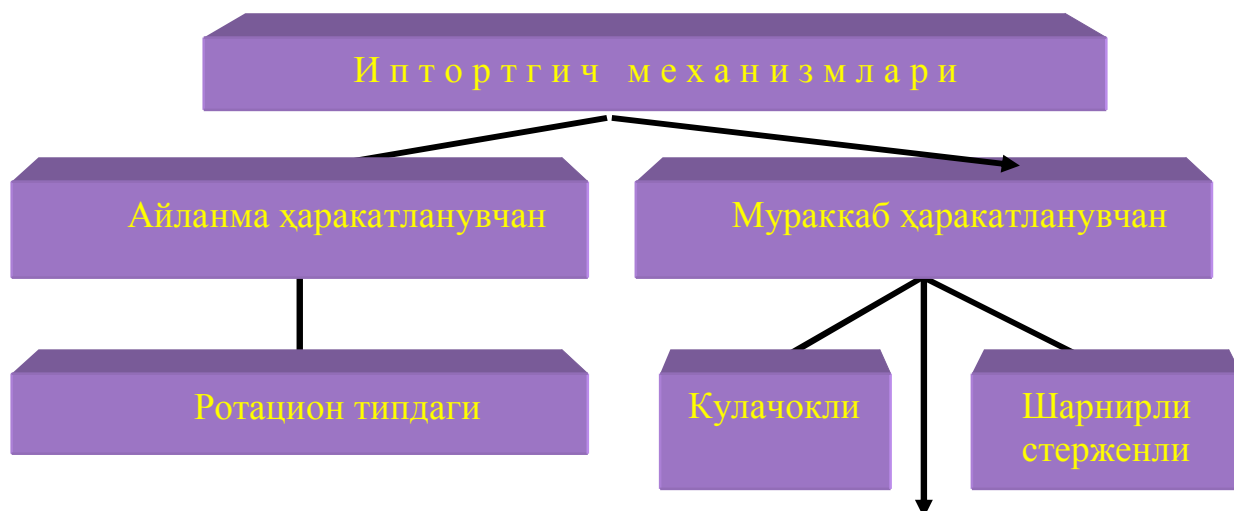 Иптортгич механизмлари
Айланма ҳаракатланувчан
Мураккаб ҳаракатланувчан
Ротацион типдаги
Кулачокли
Шарнирли
стерженли